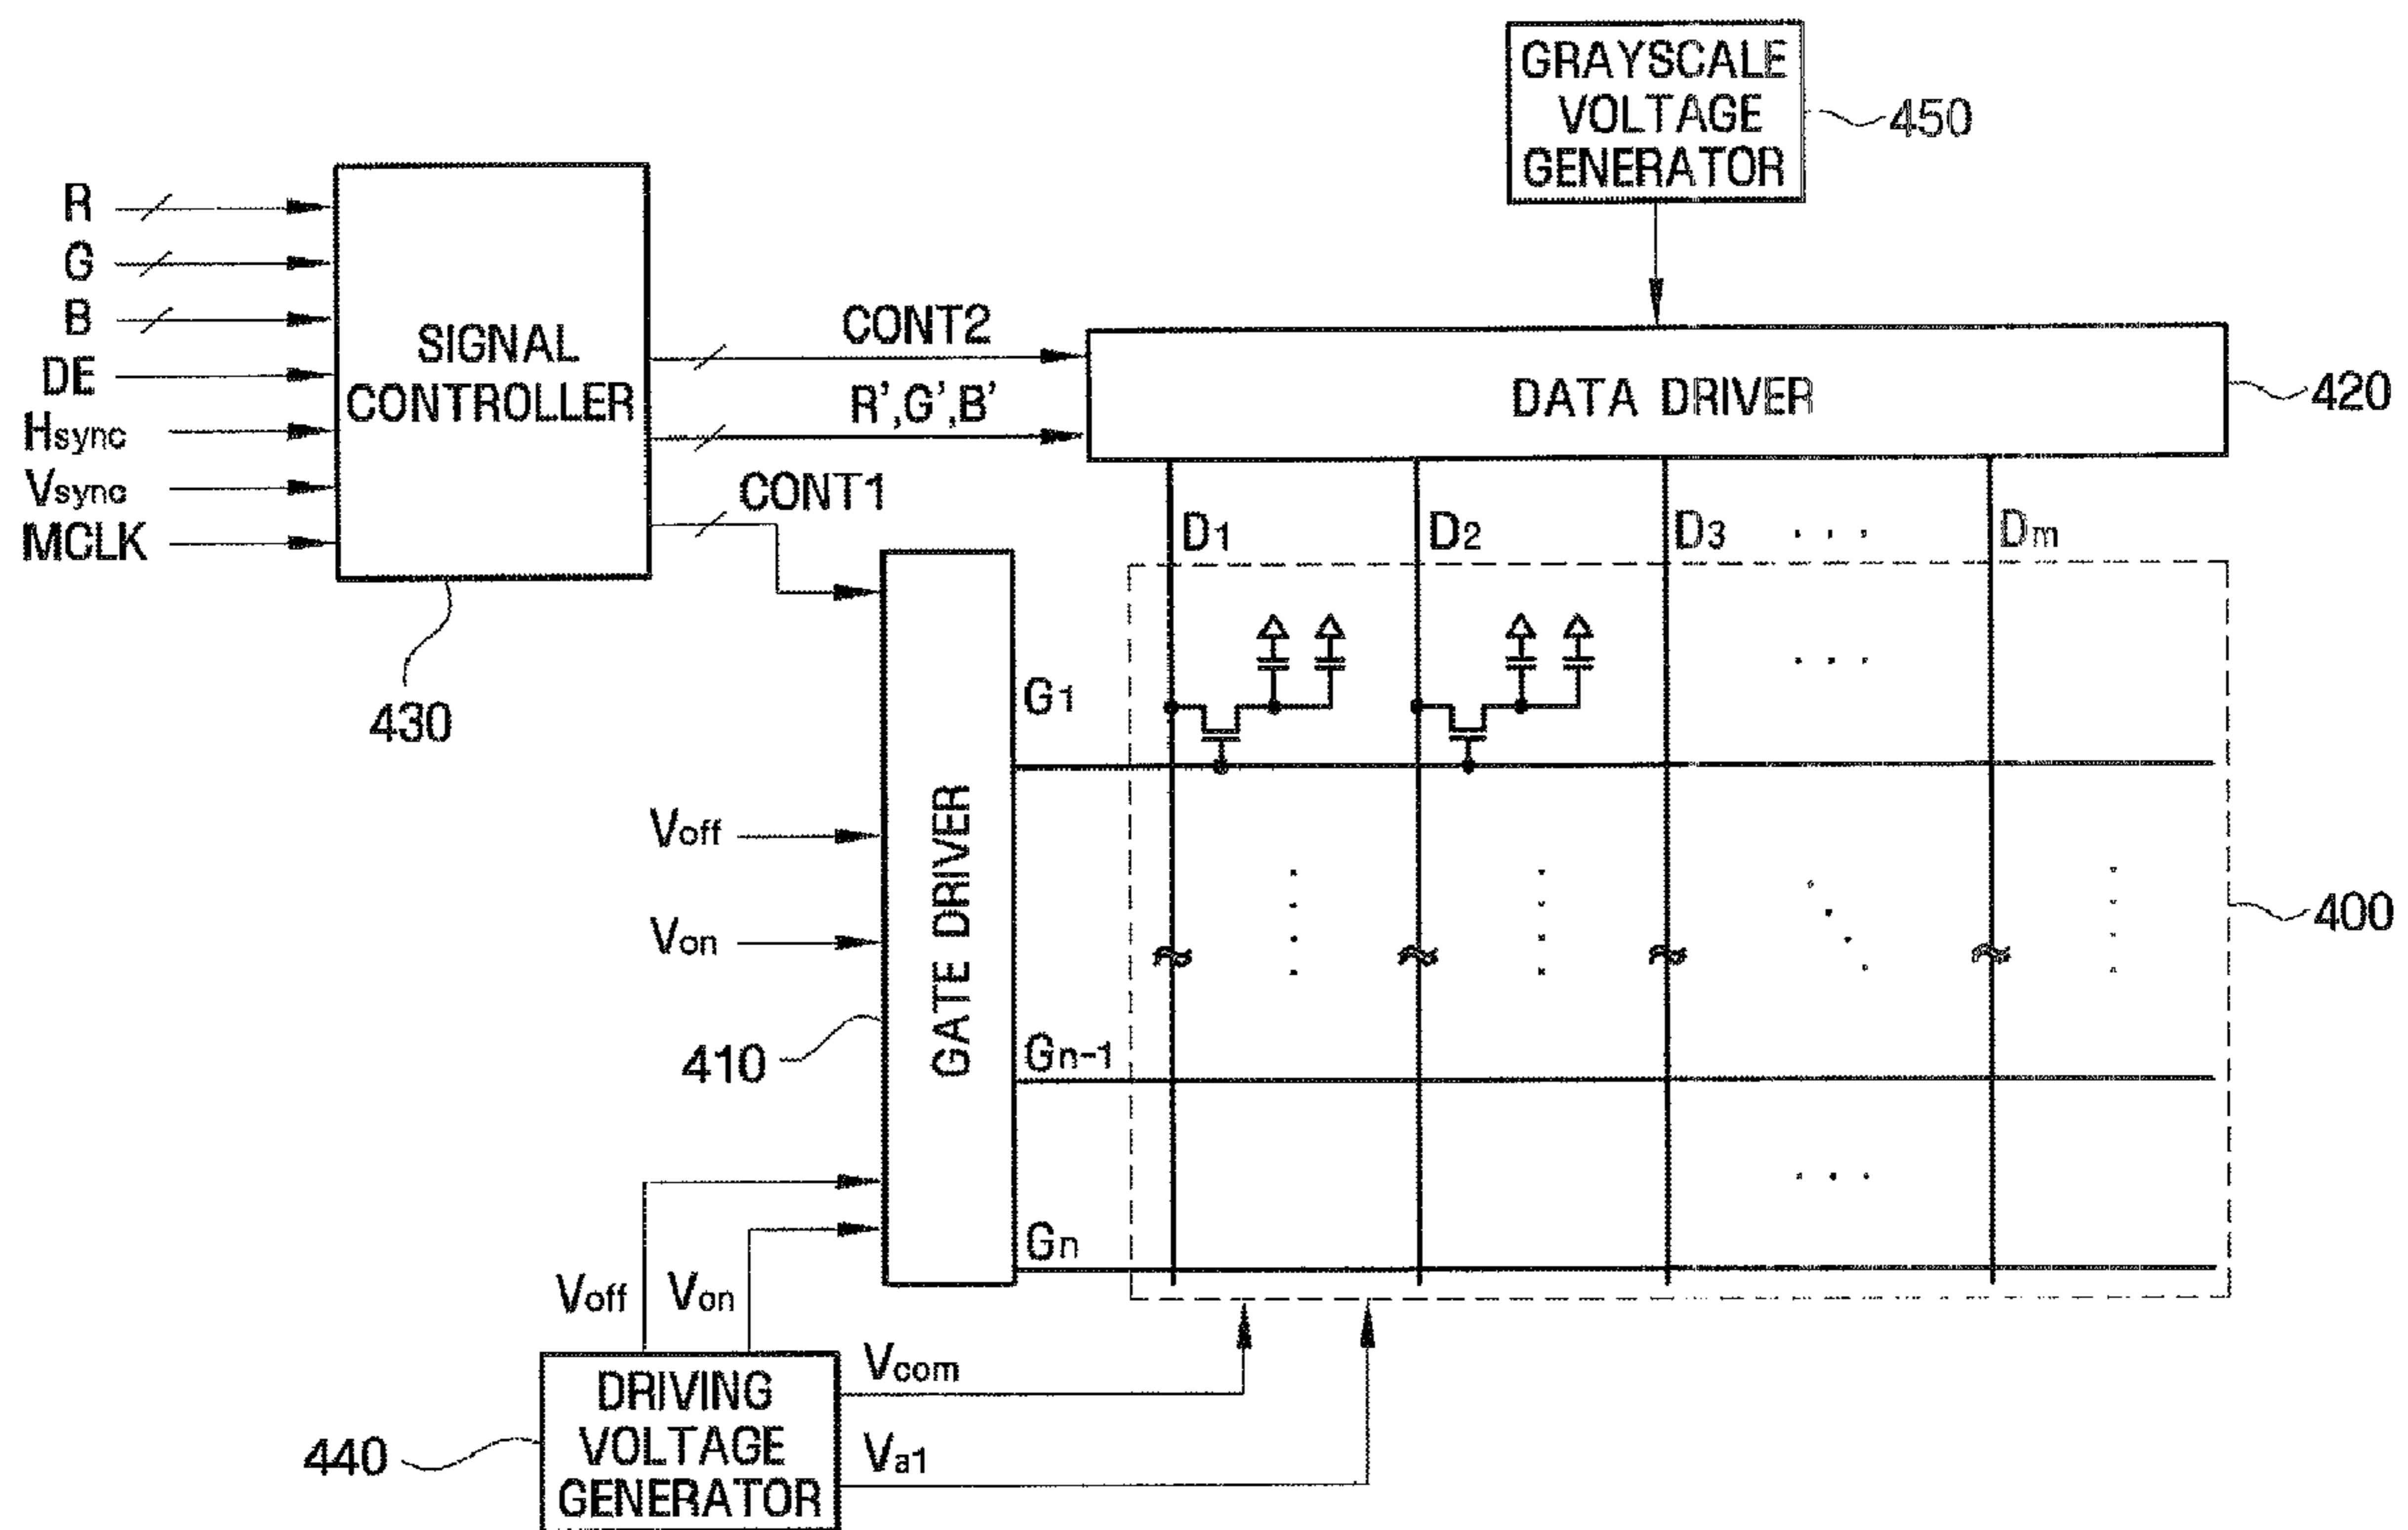 GRAYSCALE
VOLTAGE
GENERATOR
450
R
G
B
DE
Hsync
Vsync
MCLK
SIGNAL
CONTROLLER
430
CONT2
R',G',B'
CONT1
DATA DRIVER
420
D1
D2
D3
. . .
Dm
G1
Voff
Von
GATE DRIVER
410
400
Gn-1
Gn
Voff
Von
DRIVING
VOLTAGE
GENERATOR
440
Vcom
Va1